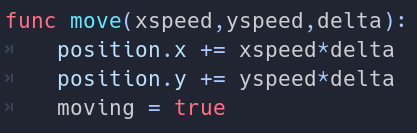 func move(xspeed,yspeed,delta):
    position.x += xspeed*delta
    position.y += yspeed*delta
    moving = true